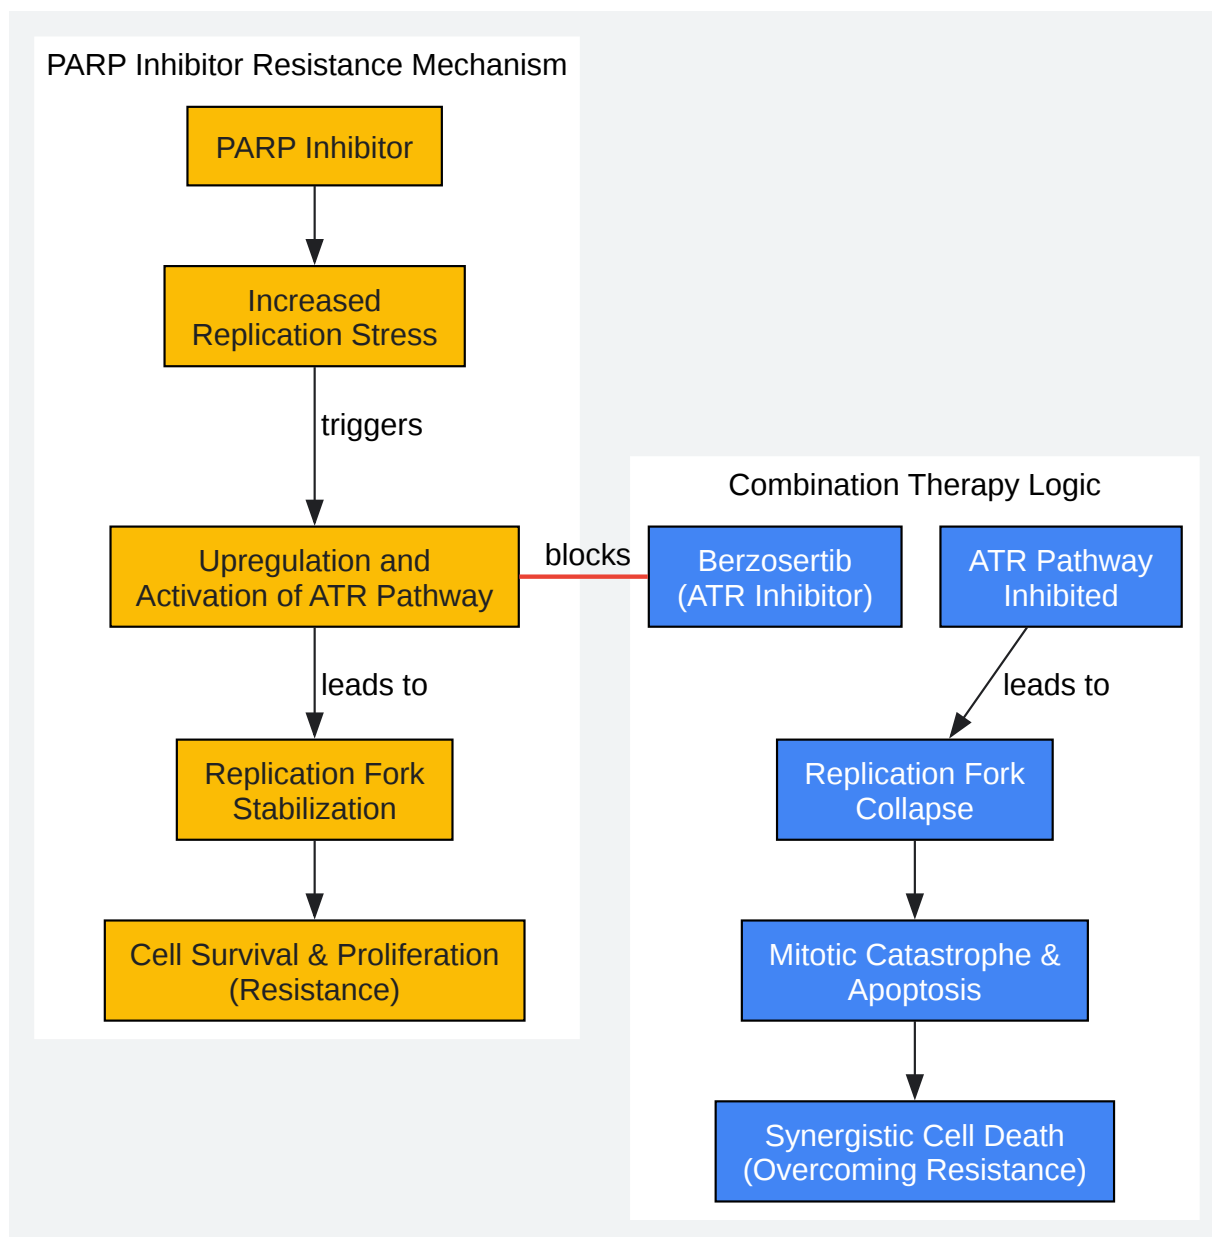 PARP Inhibitor Resistance Mechanism
PARP Inhibitor
Increased
Replication Stress
triggers
Upregulation and
Activation of ATR Pathway
leads to
Replication Fork
Stabilization
Cell Survival & Proliferation
(Resistance)
blocks
Combination Therapy Logic
Berzosertib
(ATR Inhibitor)
ATR Pathway
Inhibited
leads to
Replication Fork
Collapse
Mitotic Catastrophe &
Apoptosis
Synergistic Cell Death
(Overcoming Resistance)